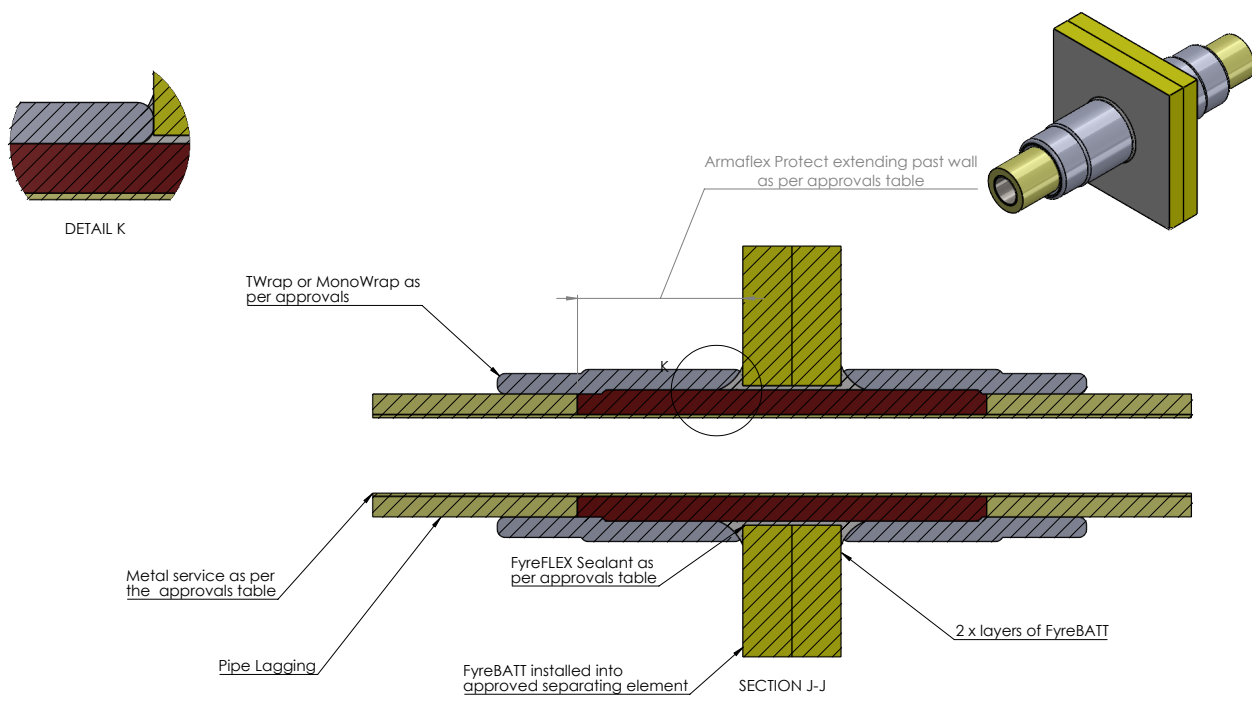 Armaflex Protect extending past wall
as per approvals table
DETAIL K
TWrap or MonoWrap as
per approvals
K
FyreFLEX Sealant as
per approvals table
Metal service as per
the approvals table
2 x layers of FyreBATT
Pipe Lagging
FyreBATT installed into
approved separating element
SECTION J-J